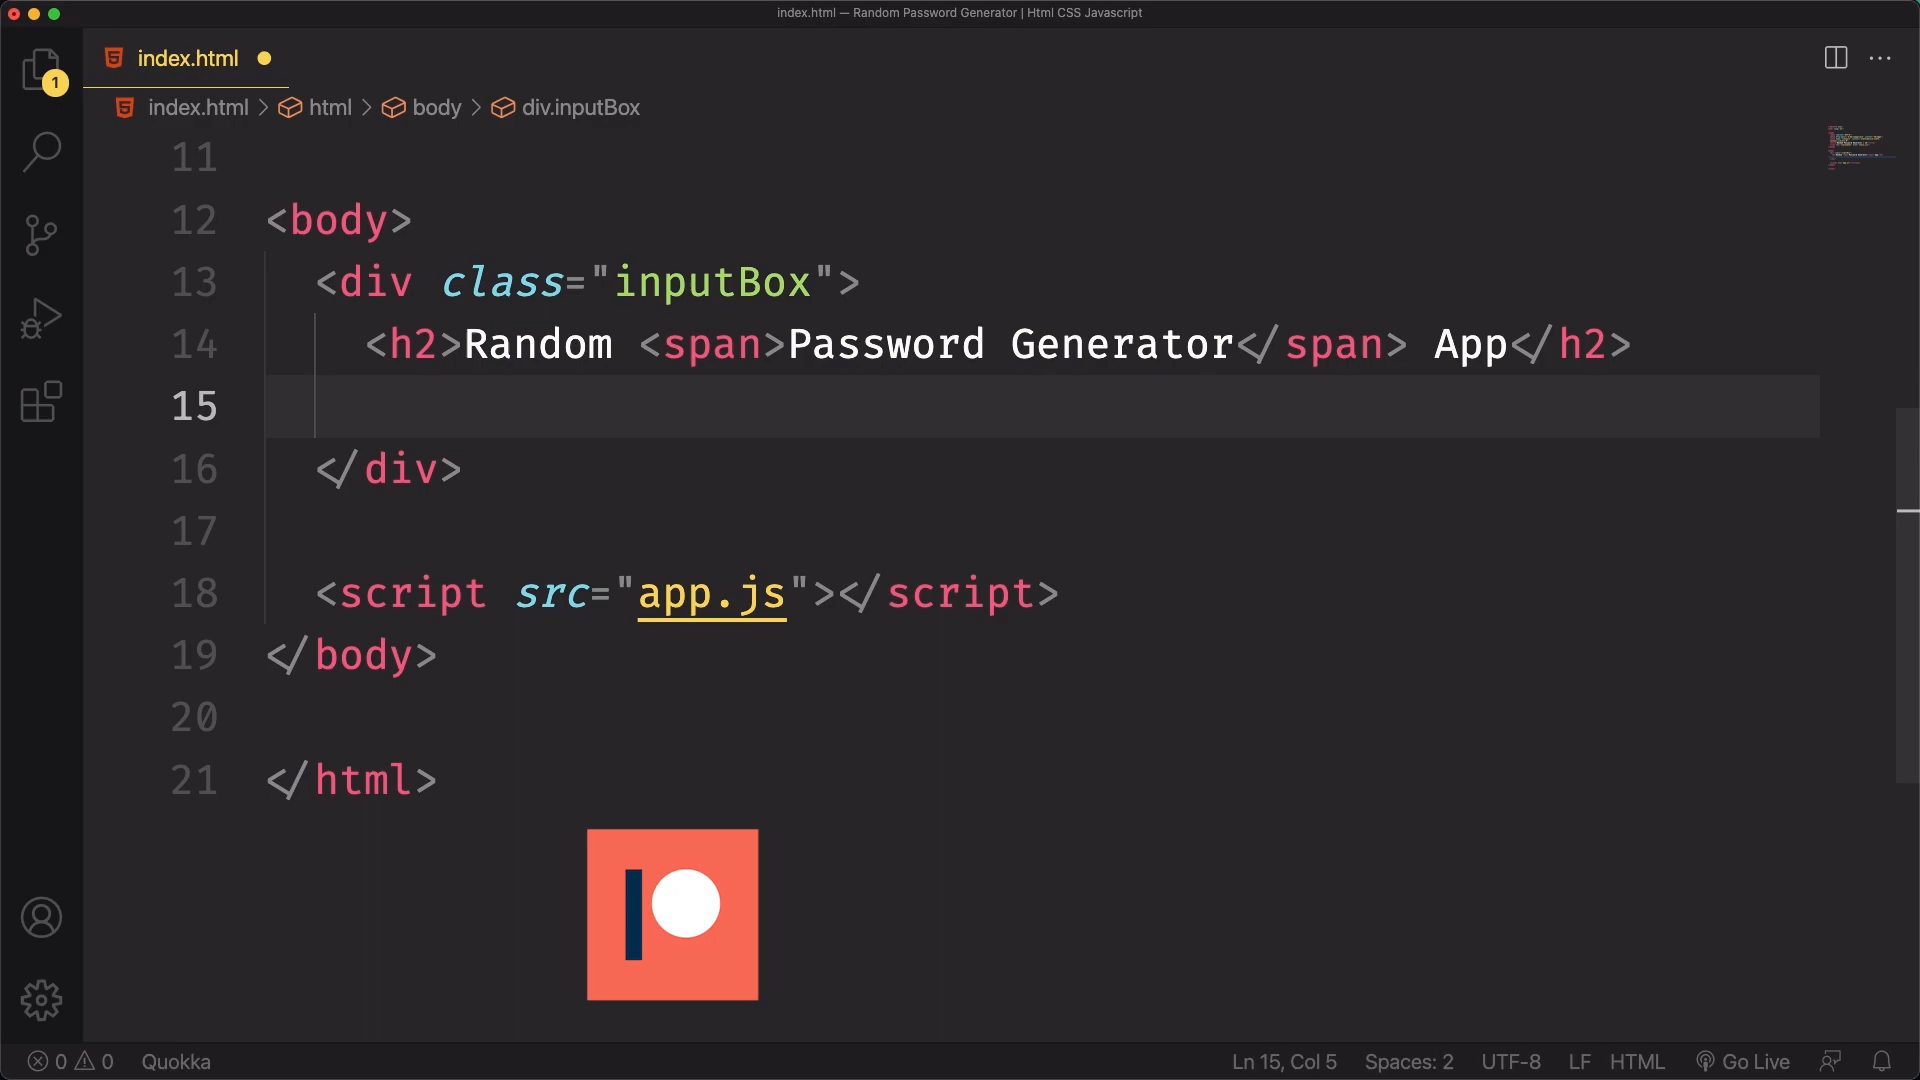 index.html — Random Password Generator | Html CSS Javascript
index.html
1
index.html > html > body > div.inputBox
11
12 <body>
13 <div class="inputBox">
14 <h2>Random <span>Password Generator</span> App</h2>
15
16 </div>
17
18 <script src="app.js"></script>
19 </body>
20
21 </html>
0 0 Quokka Ln 15, Col 5 Spaces: 2 UTF-8 LF HTML Go Live